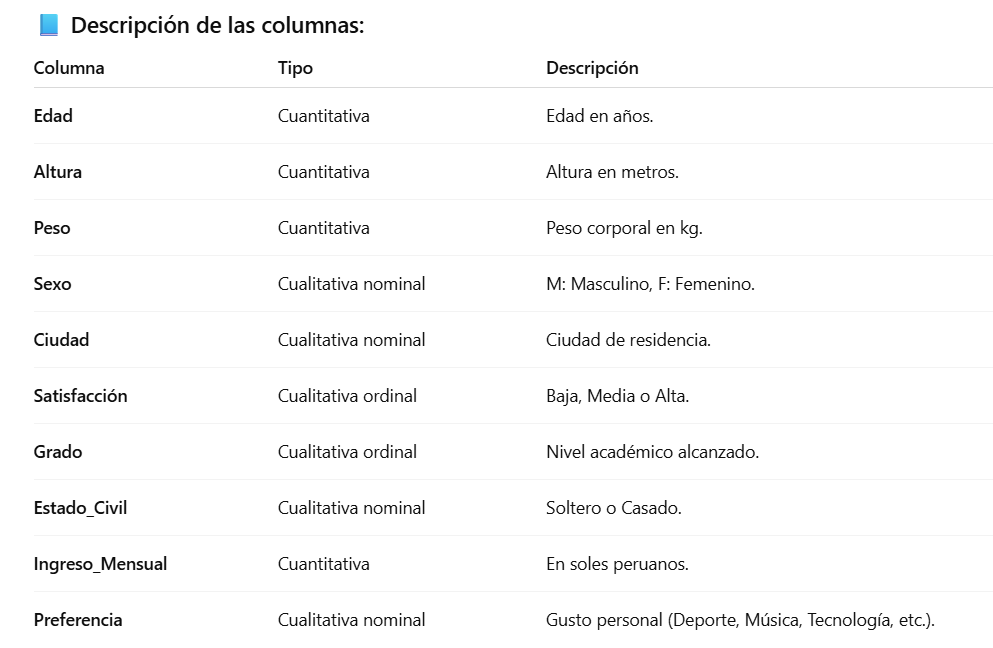 Descripción de las columnas:
Columna Tipo Descripción
Edad Cuantitativa Edad en años.
Altura Cuantitativa Altura en metros.
Peso Cuantitativa Peso corporal en kg.
Sexo Cualitativa nominal M: Masculino, F: Femenino.
Ciudad Cualitativa nominal Ciudad de residencia.
Satisfacción Cualitativa ordinal Baja, Media o Alta.
Grado Cualitativa ordinal Nivel académico alcanzado.
Estado_Civil Cualitativa nominal Soltero o Casado.
Ingreso_Mensual Cuantitativa En soles peruanos.
Preferencia Cualitativa nominal Gusto personal (Deporte, Música, Tecnología, etc.).